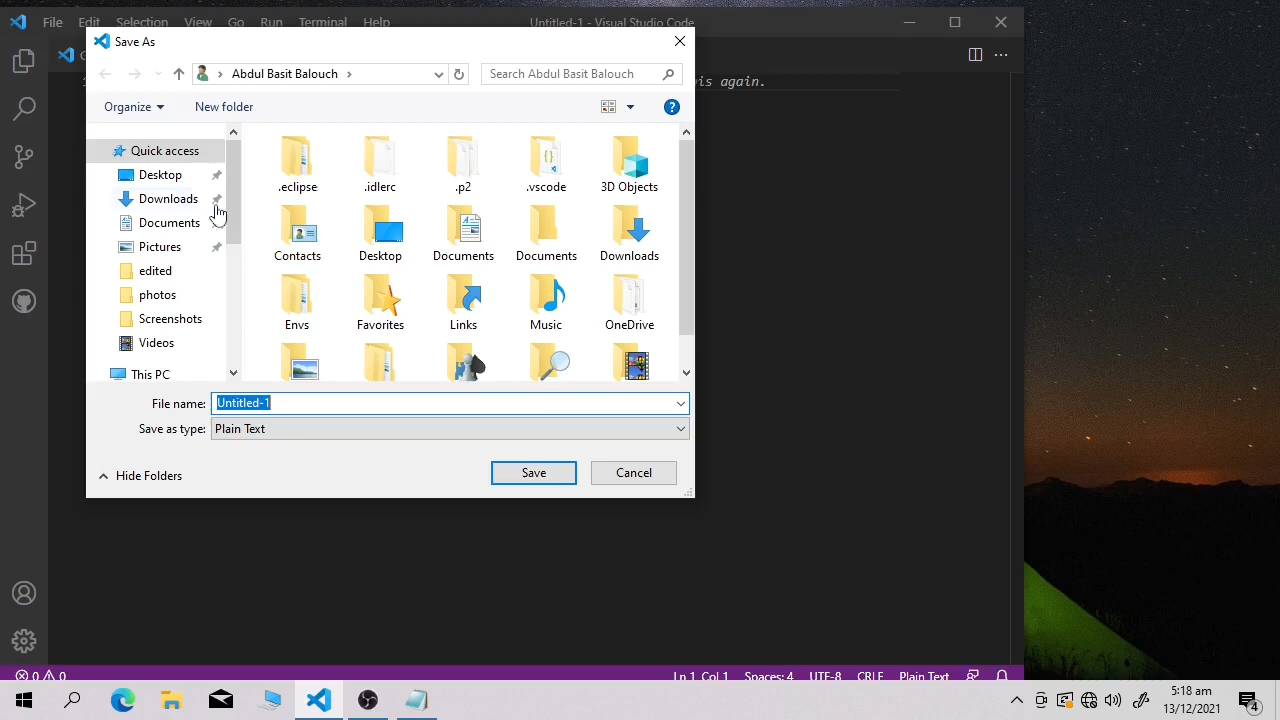 File Edit Selection View Go Run Terminal Help Untitled-1 - Visual Studio Code
Save As
Abdul Basit Balouch
Search Abdul Basit Balouch
is again.
Organize
New folder
Quick access
Desktop
Downloads
Documents
Pictures
edited
photos
Screenshots
Videos
This PC
.eclipse .idlerc .p2 .vscode 3D Objects
Contacts Desktop Documents Documents Downloads
Envs Favorites Links Music OneDrive
File name: Untitled-1
Save as type: Plain Text
Hide Folders
Save Cancel
0 0 Ln 1, Col 1 Spaces: 4 UTF-8 CRLF Plain Text
5:18 am
13/12/2021
4